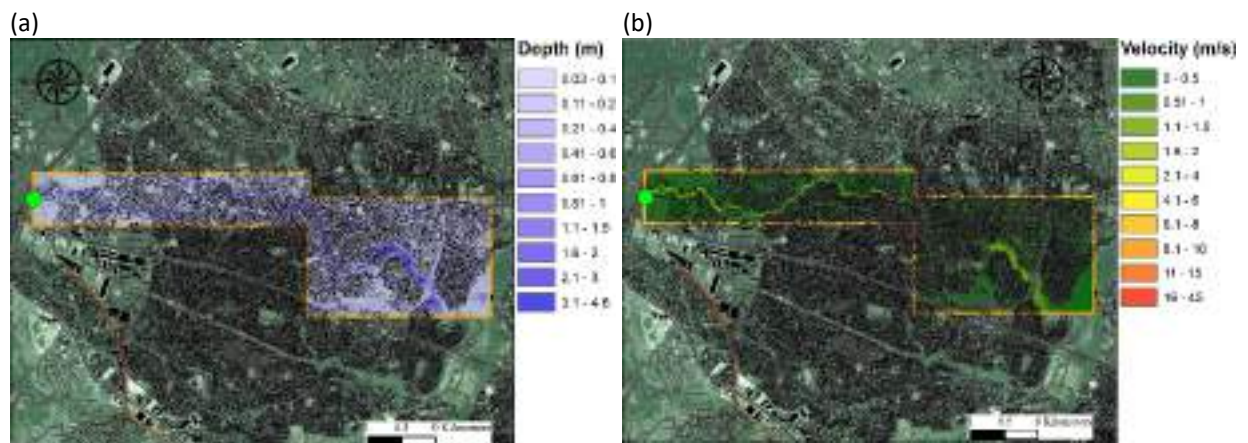 (a)
Depth (m)
0.03 - 0.1
0.11 - 0.2
0.21 - 0.4
0.41 - 0.6
0.61 - 0.8
0.81 - 1
1.1 - 1.5
1.6 - 2
2.1 - 3
3.1 - 4.6
Kilometers
(b)
Velocity (m/s)
0 - 0.5
0.51 - 1
1.1 - 1.5
1.6 - 2
2.1 - 4
4.1 - 6
6.1 - 8
8.1 - 10
11 - 15
16 - 45
Kilometers